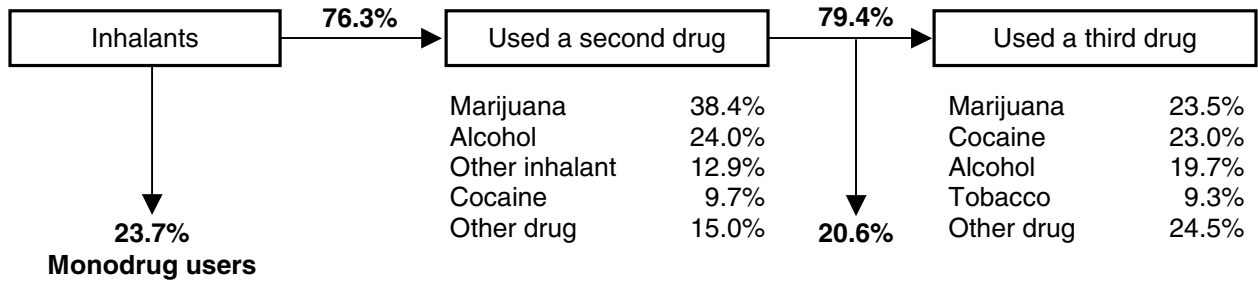 76.3% 79.4%
Inhalants Used a second drug Used a third drug
Marijuana 38.4% Marijuana 23.5%
Alcohol 24.0% Cocaine 23.0%
Other inhalant 12.9% Alcohol 19.7%
Cocaine 9.7% Tobacco 9.3%
23.7% Other drug 15.0% 20.6% Other drug 24.5%
Monodrug users